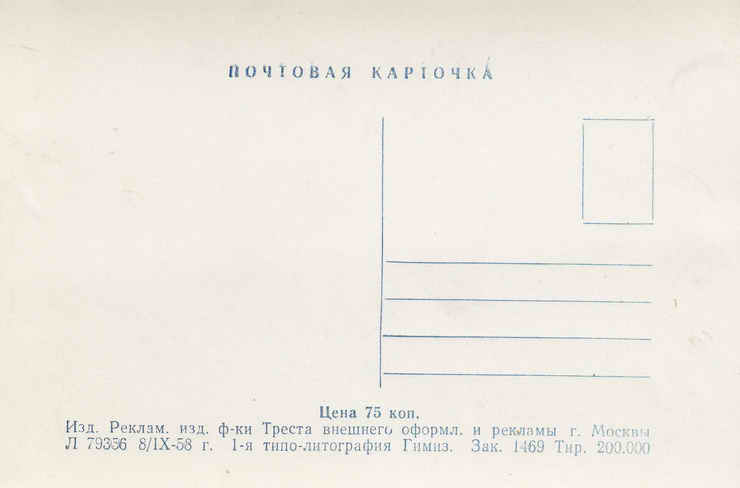 ПОЧТОВАЯ КАРТОЧКА
Цена 75 коп.
Изд. Реклам. изд. ф-ки Треста внешнего оформл. и рекламы г. Москвы
Л 79356 8/IX-58 г. 1-я типо-литография Гимиз. Зак. 1469 Тир. 200.000